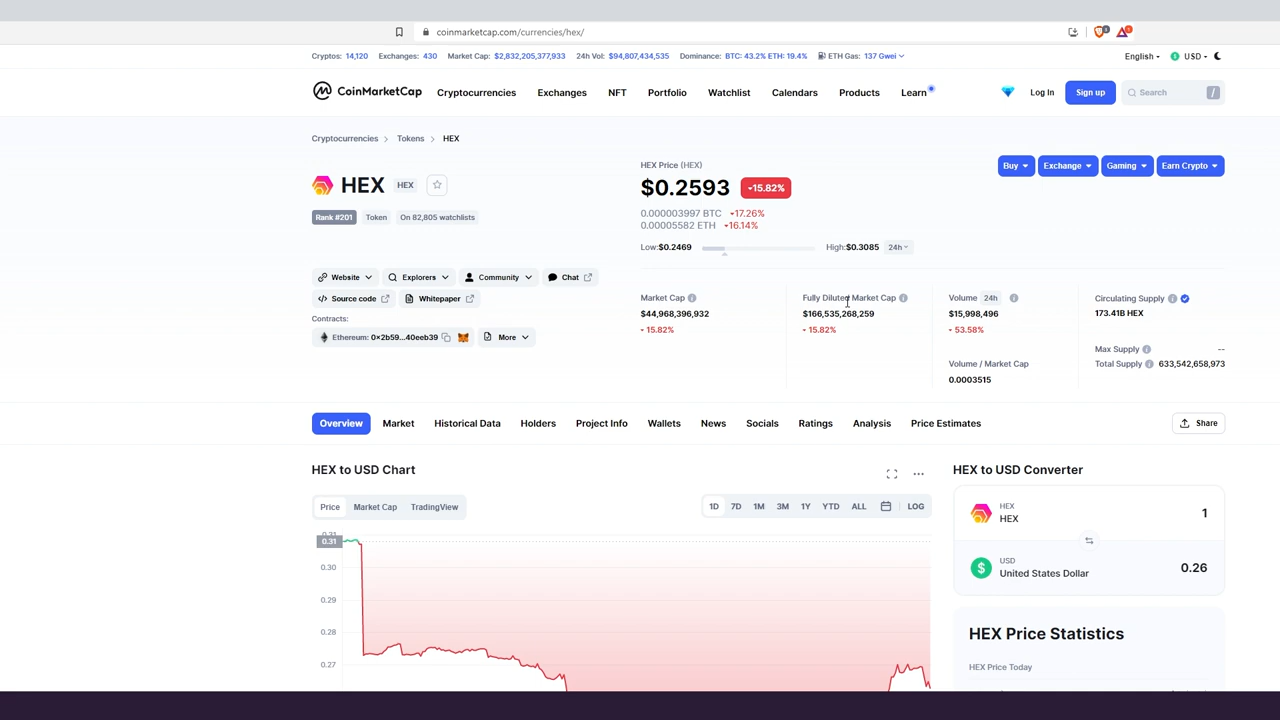 coinmarketcap.com/currencies/hex/
Cryptos: 14,120 Exchanges: 430 Market Cap: $2,832,205,377,933 24h Vol: $94,807,434,535 Dominance: BTC: 43.2% ETH: 19.4% ETH Gas: 137 Gwei English USD
CoinMarketCap Cryptocurrencies Exchanges NFT Portfolio Watchlist Calendars Products Learn Log In Sign up Search /
Cryptocurrencies > Tokens > HEX
HEX HEX
Rank #201 Token On 82,805 watchlists
HEX Price (HEX)
$0.2593 -15.82%
0.000003997 BTC -17.26%
0.00005582 ETH -16.14%
Low:$0.2469 High:$0.3085 24h
Buy Exchange Gaming Earn Crypto
Website Explorers Community Chat
Source code Whitepaper
Contracts:
Ethereum: 0x2b59...40eeb39 More
Market Cap
$44,968,396,932
15.82%
Fully Diluted Market Cap
$166,535,268,259
15.82%
Volume 24h
$15,998,496
53.58%
Volume / Market Cap
0.0003515
Circulating Supply
173.41B HEX
Max Supply --
Total Supply 633,542,658,973
Overview Market Historical Data Holders Project Info Wallets News Socials Ratings Analysis Price Estimates Share
HEX to USD Chart
Price Market Cap TradingView 1D 7D 1M 3M 1Y YTD ALL LOG
0.31
0.30
0.29
0.28
0.27
HEX to USD Converter
HEX
HEX 1
USD
United States Dollar 0.26
HEX Price Statistics
HEX Price Today